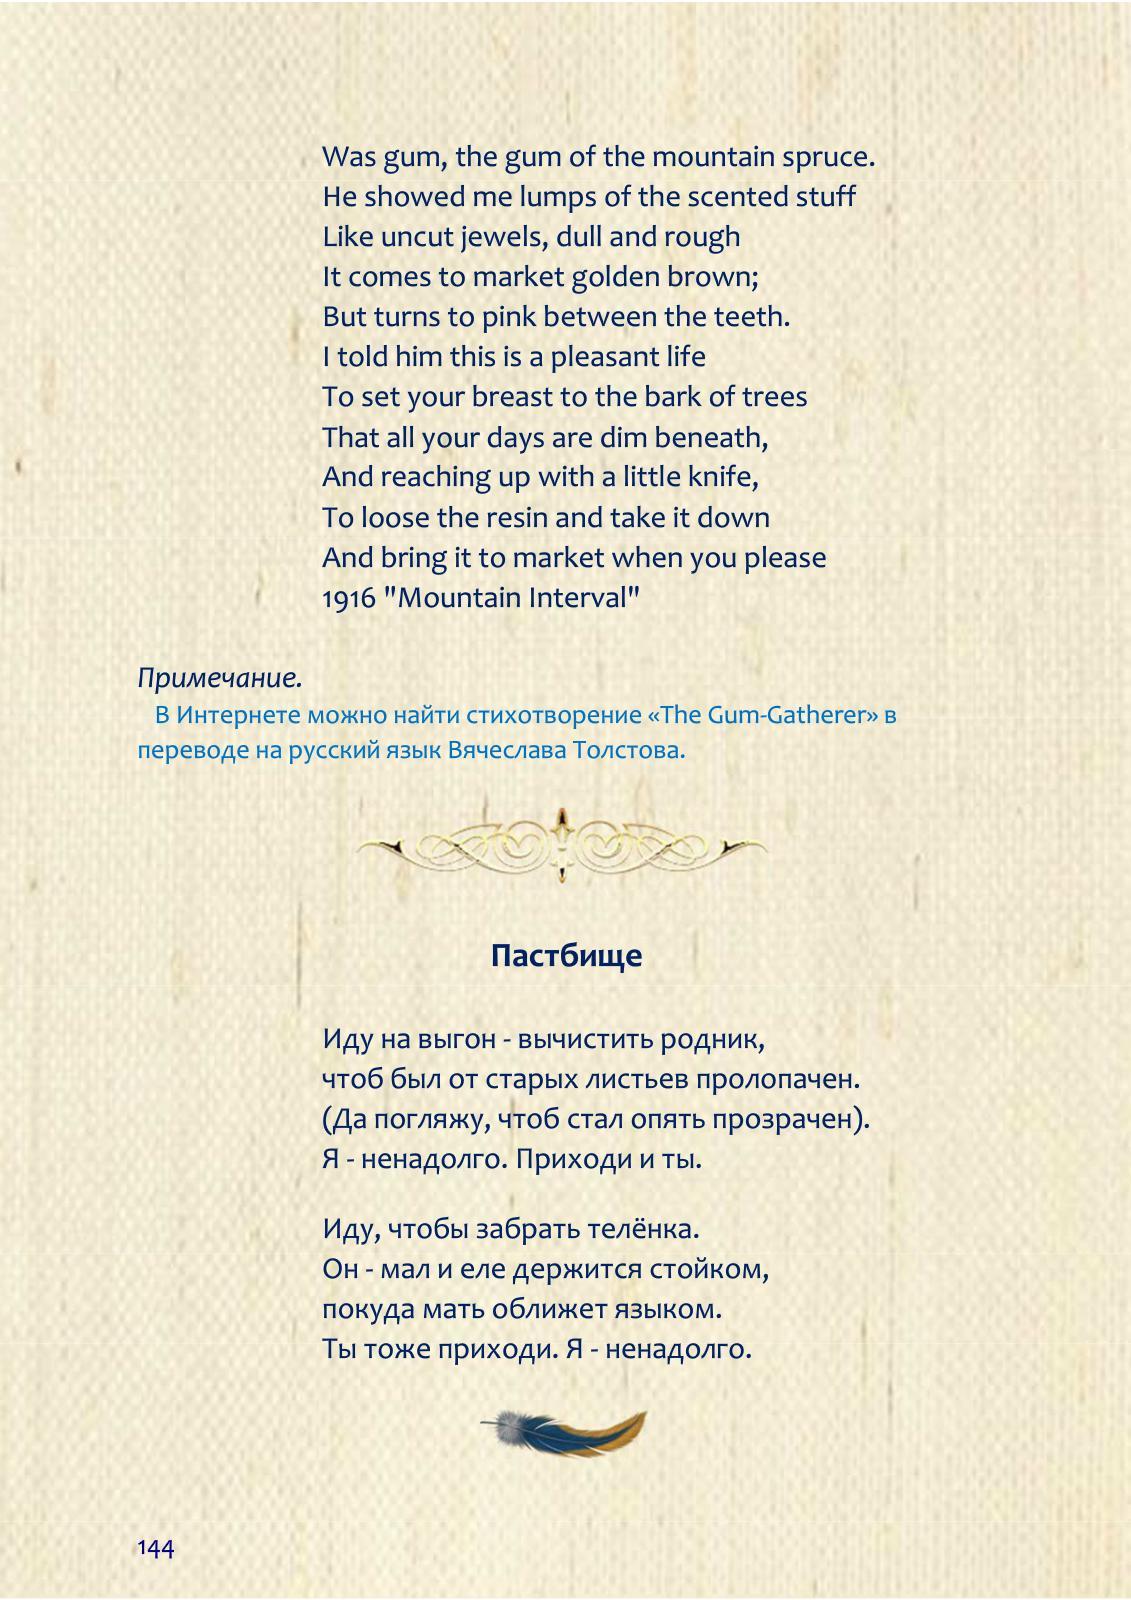 Was gum, the gum of the mountain spruce.
He showed me lumps of the scented stuff
Like uncut jewels, dull and rough
It comes to market golden brown;
But turns to pink between the teeth.
I told him this is a pleasant life
To set your breast to the bark of trees
That all your days are dim beneath,
And reaching up with a little knife,
To loose the resin and take it down
And bring it to market when you please
1916 "Mountain Interval"
Примечание.
В Интернете можно найти стихотворение «The Gum-Gatherer» в
переводе на русский язык Вячеслава Толстова.
Пастбище
Иду на выгон - вычистить родник,
чтоб был от старых листьев пролопачен.
(Да погляжу, чтоб стал опять прозрачен).
Я - ненадолго. Приходи и ты.
Иду, чтобы забрать телёнка.
Он - мал и еле держится стойком,
покуда мать оближет языком.
Ты тоже приходи. Я - ненадолго.
144